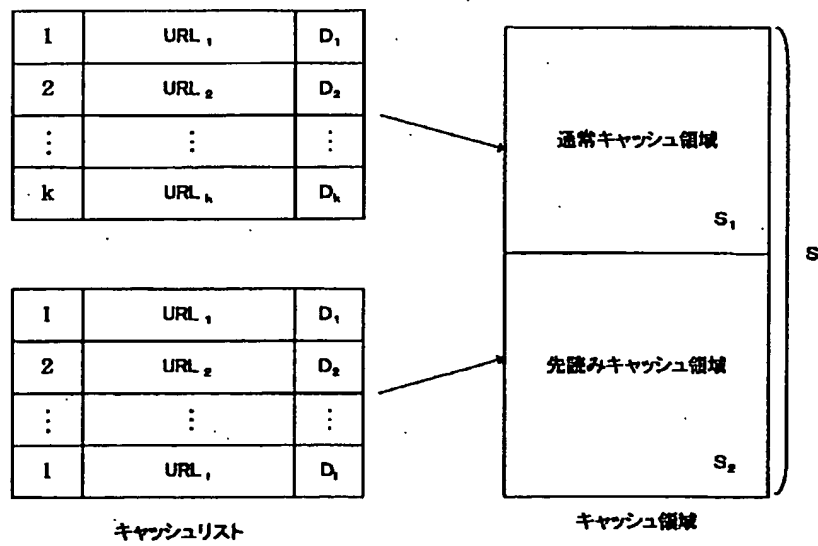 1 URL₁ D₁
2 URL₂ D₂
⋮ ⋮ ⋮
k URLₖ Dₖ
1 URL₁ D₁
2 URL₂ D₂
⋮ ⋮ ⋮
l URLₗ Dₗ
キャッシュリスト
通常キャッシュ領域
S₁
先読みキャッシュ領域
S₂
S
キャッシュ領域